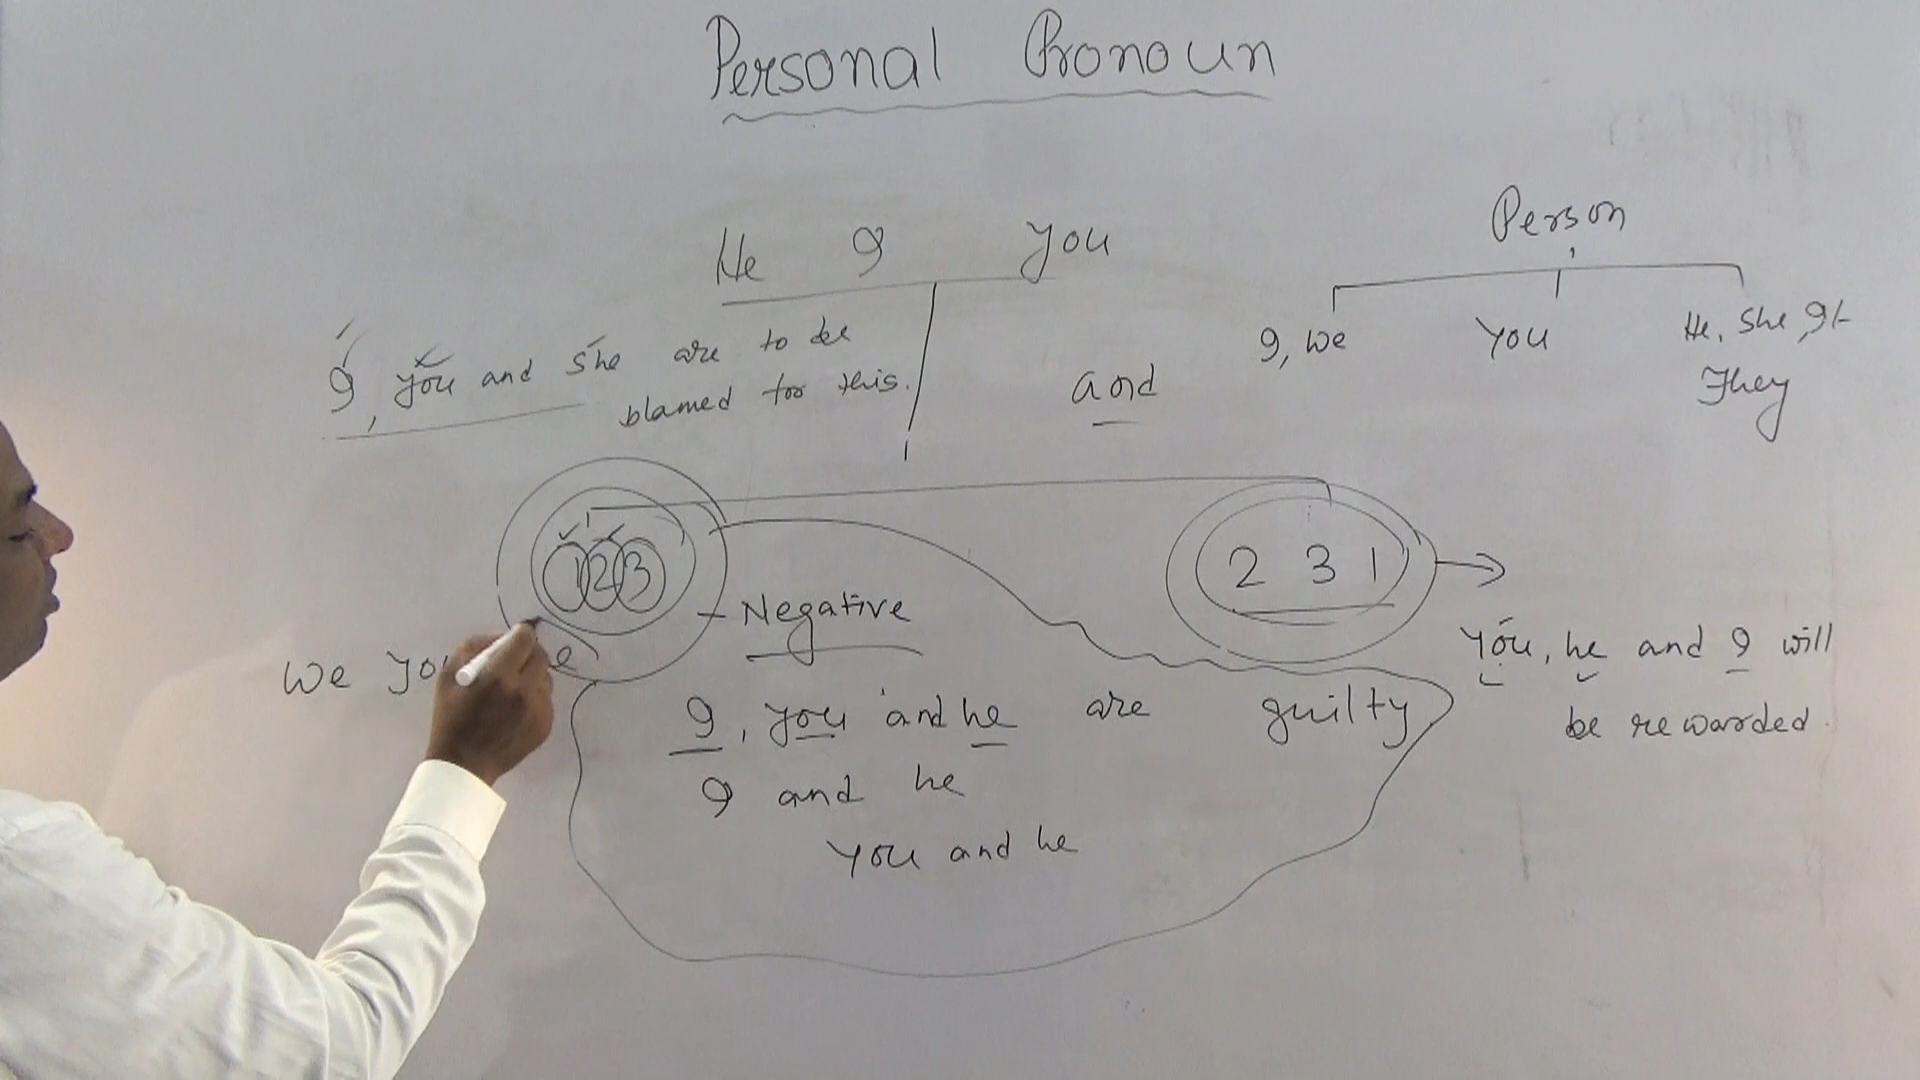 Personal Pronoun
He I you
Person
I, we
You
He, She, It
They
I, you and she are to be
blamed for this.
and
1 2 3
2 3 1
Negative
You, he and I will
be rewarded.
We
I, you and he are guilty
I and he
You and he